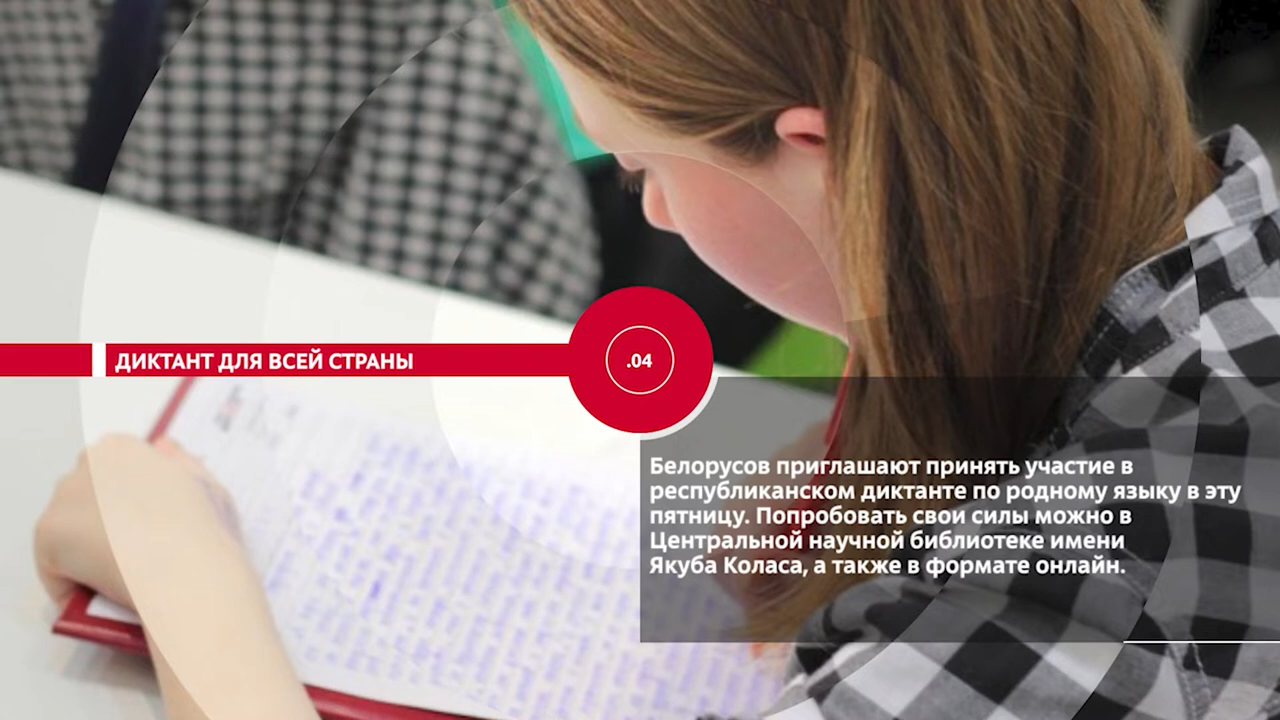 ДИКТАНТ ДЛЯ ВСЕЙ СТРАНЫ
.04
Белорусов приглашают принять участие в
республиканском диктанте по родному языку в эту
пятницу. Попробовать свои силы можно в
Центральной научной библиотеке имени
Якуба Коласа, а также в формате онлайн.